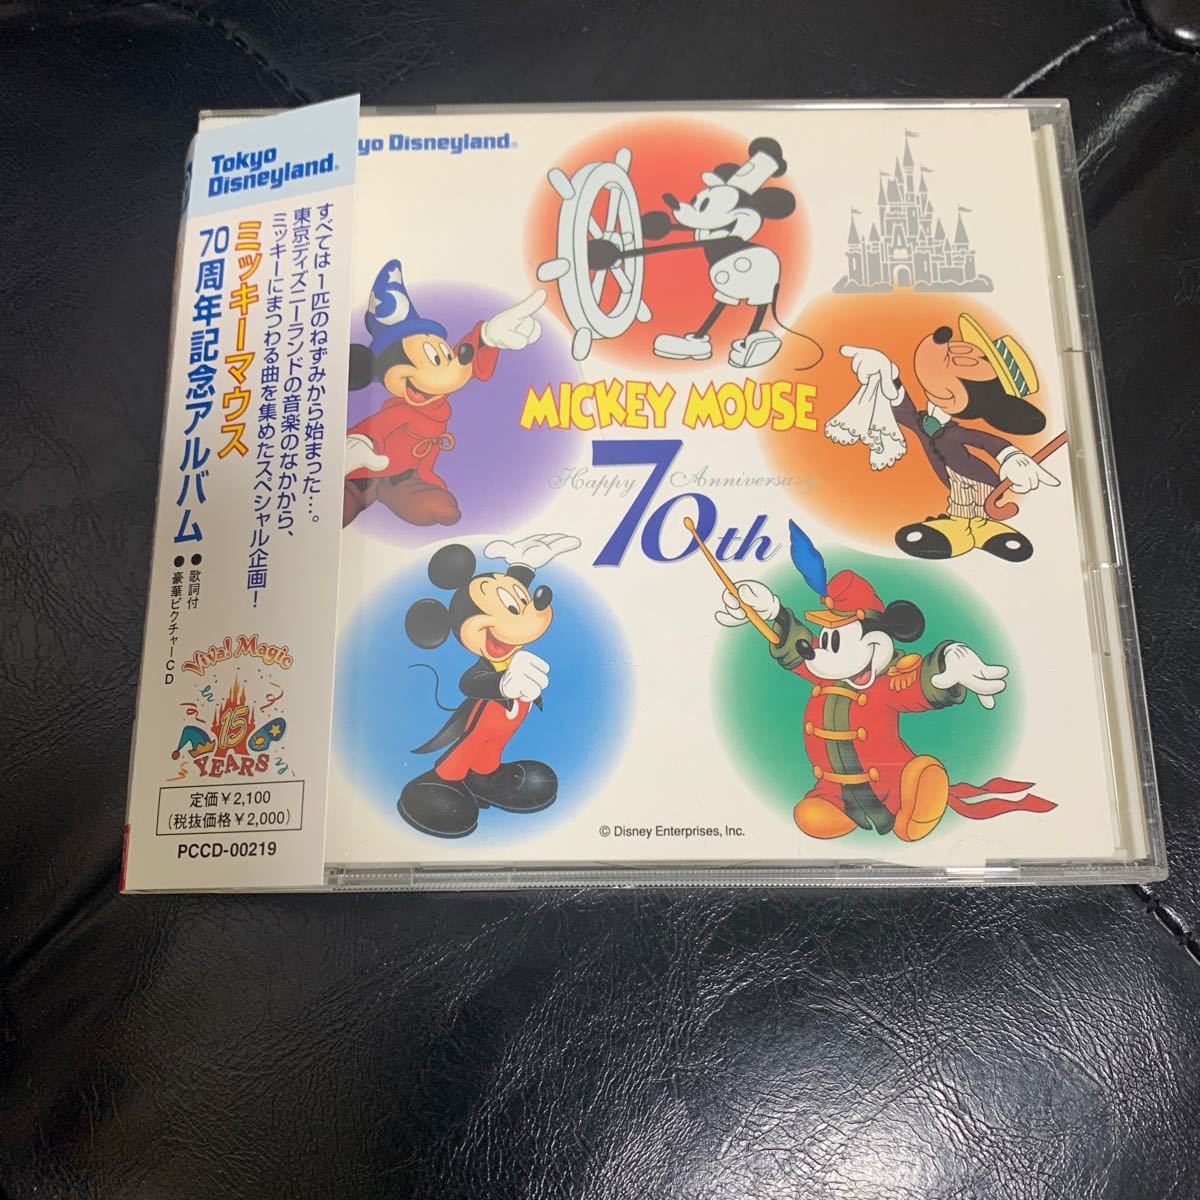 Tokyo
Disneyland®
すべては1匹のねずみから始まった…。
東京ディズニーランドの音楽のなかから、
ミッキーにまつわる曲を集めたスペシャル企画！
ミッキーマウス
70周年記念アルバム
●歌詞付
●豪華ピクチャーCD
Viva! Magic
15
YEARS
定価￥2,100
(税抜価格￥2,000)
PCCD-00219
yo Disneyland®
MICKEY MOUSE
Happy Anniversary
70th
© Disney Enterprises, Inc.